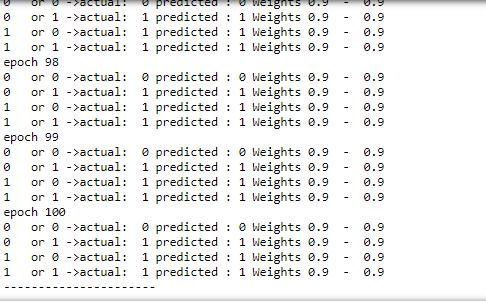 0   or 0 ->actual:  0 predicted : 0 Weights 0.9  -  0.9
0   or 1 ->actual:  1 predicted : 1 Weights 0.9  -  0.9
1   or 0 ->actual:  1 predicted : 1 Weights 0.9  -  0.9
1   or 1 ->actual:  1 predicted : 1 Weights 0.9  -  0.9
epoch 98
0   or 0 ->actual:  0 predicted : 0 Weights 0.9  -  0.9
0   or 1 ->actual:  1 predicted : 1 Weights 0.9  -  0.9
1   or 0 ->actual:  1 predicted : 1 Weights 0.9  -  0.9
1   or 1 ->actual:  1 predicted : 1 Weights 0.9  -  0.9
epoch 99
0   or 0 ->actual:  0 predicted : 0 Weights 0.9  -  0.9
0   or 1 ->actual:  1 predicted : 1 Weights 0.9  -  0.9
1   or 0 ->actual:  1 predicted : 1 Weights 0.9  -  0.9
1   or 1 ->actual:  1 predicted : 1 Weights 0.9  -  0.9
epoch 100
0   or 0 ->actual:  0 predicted : 0 Weights 0.9  -  0.9
0   or 1 ->actual:  1 predicted : 1 Weights 0.9  -  0.9
1   or 0 ->actual:  1 predicted : 1 Weights 0.9  -  0.9
1   or 1 ->actual:  1 predicted : 1 Weights 0.9  -  0.9
----------------------